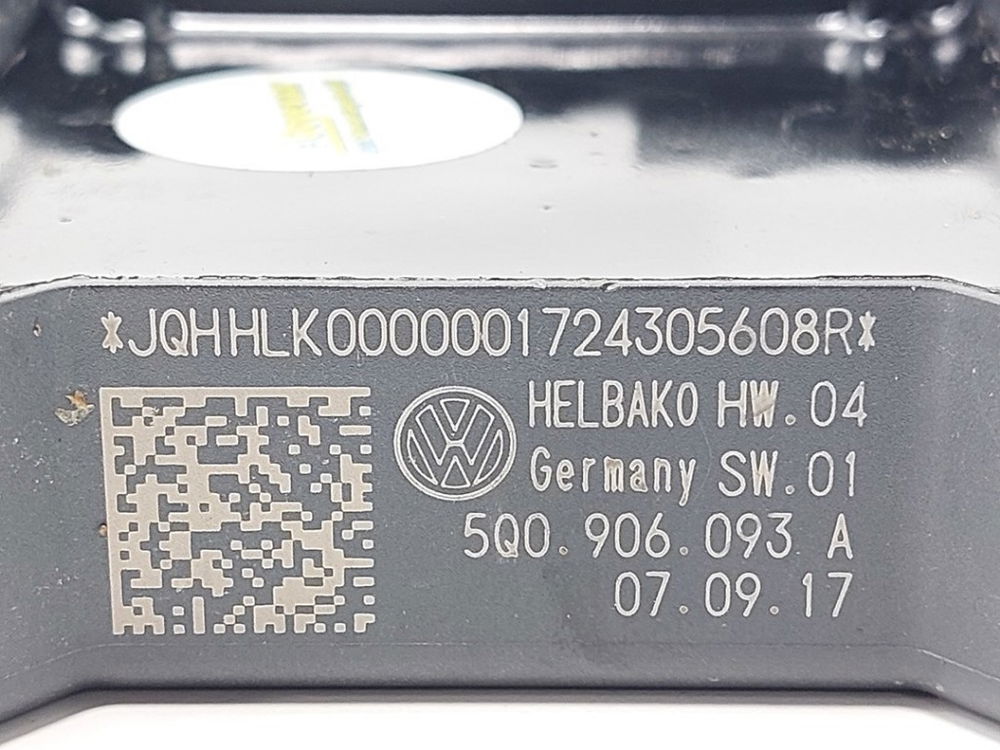 *JQHHLK0000001724305608R*
HELBAKO HW.04
Germany SW.01
5Q0.906.093 A
07.09.17